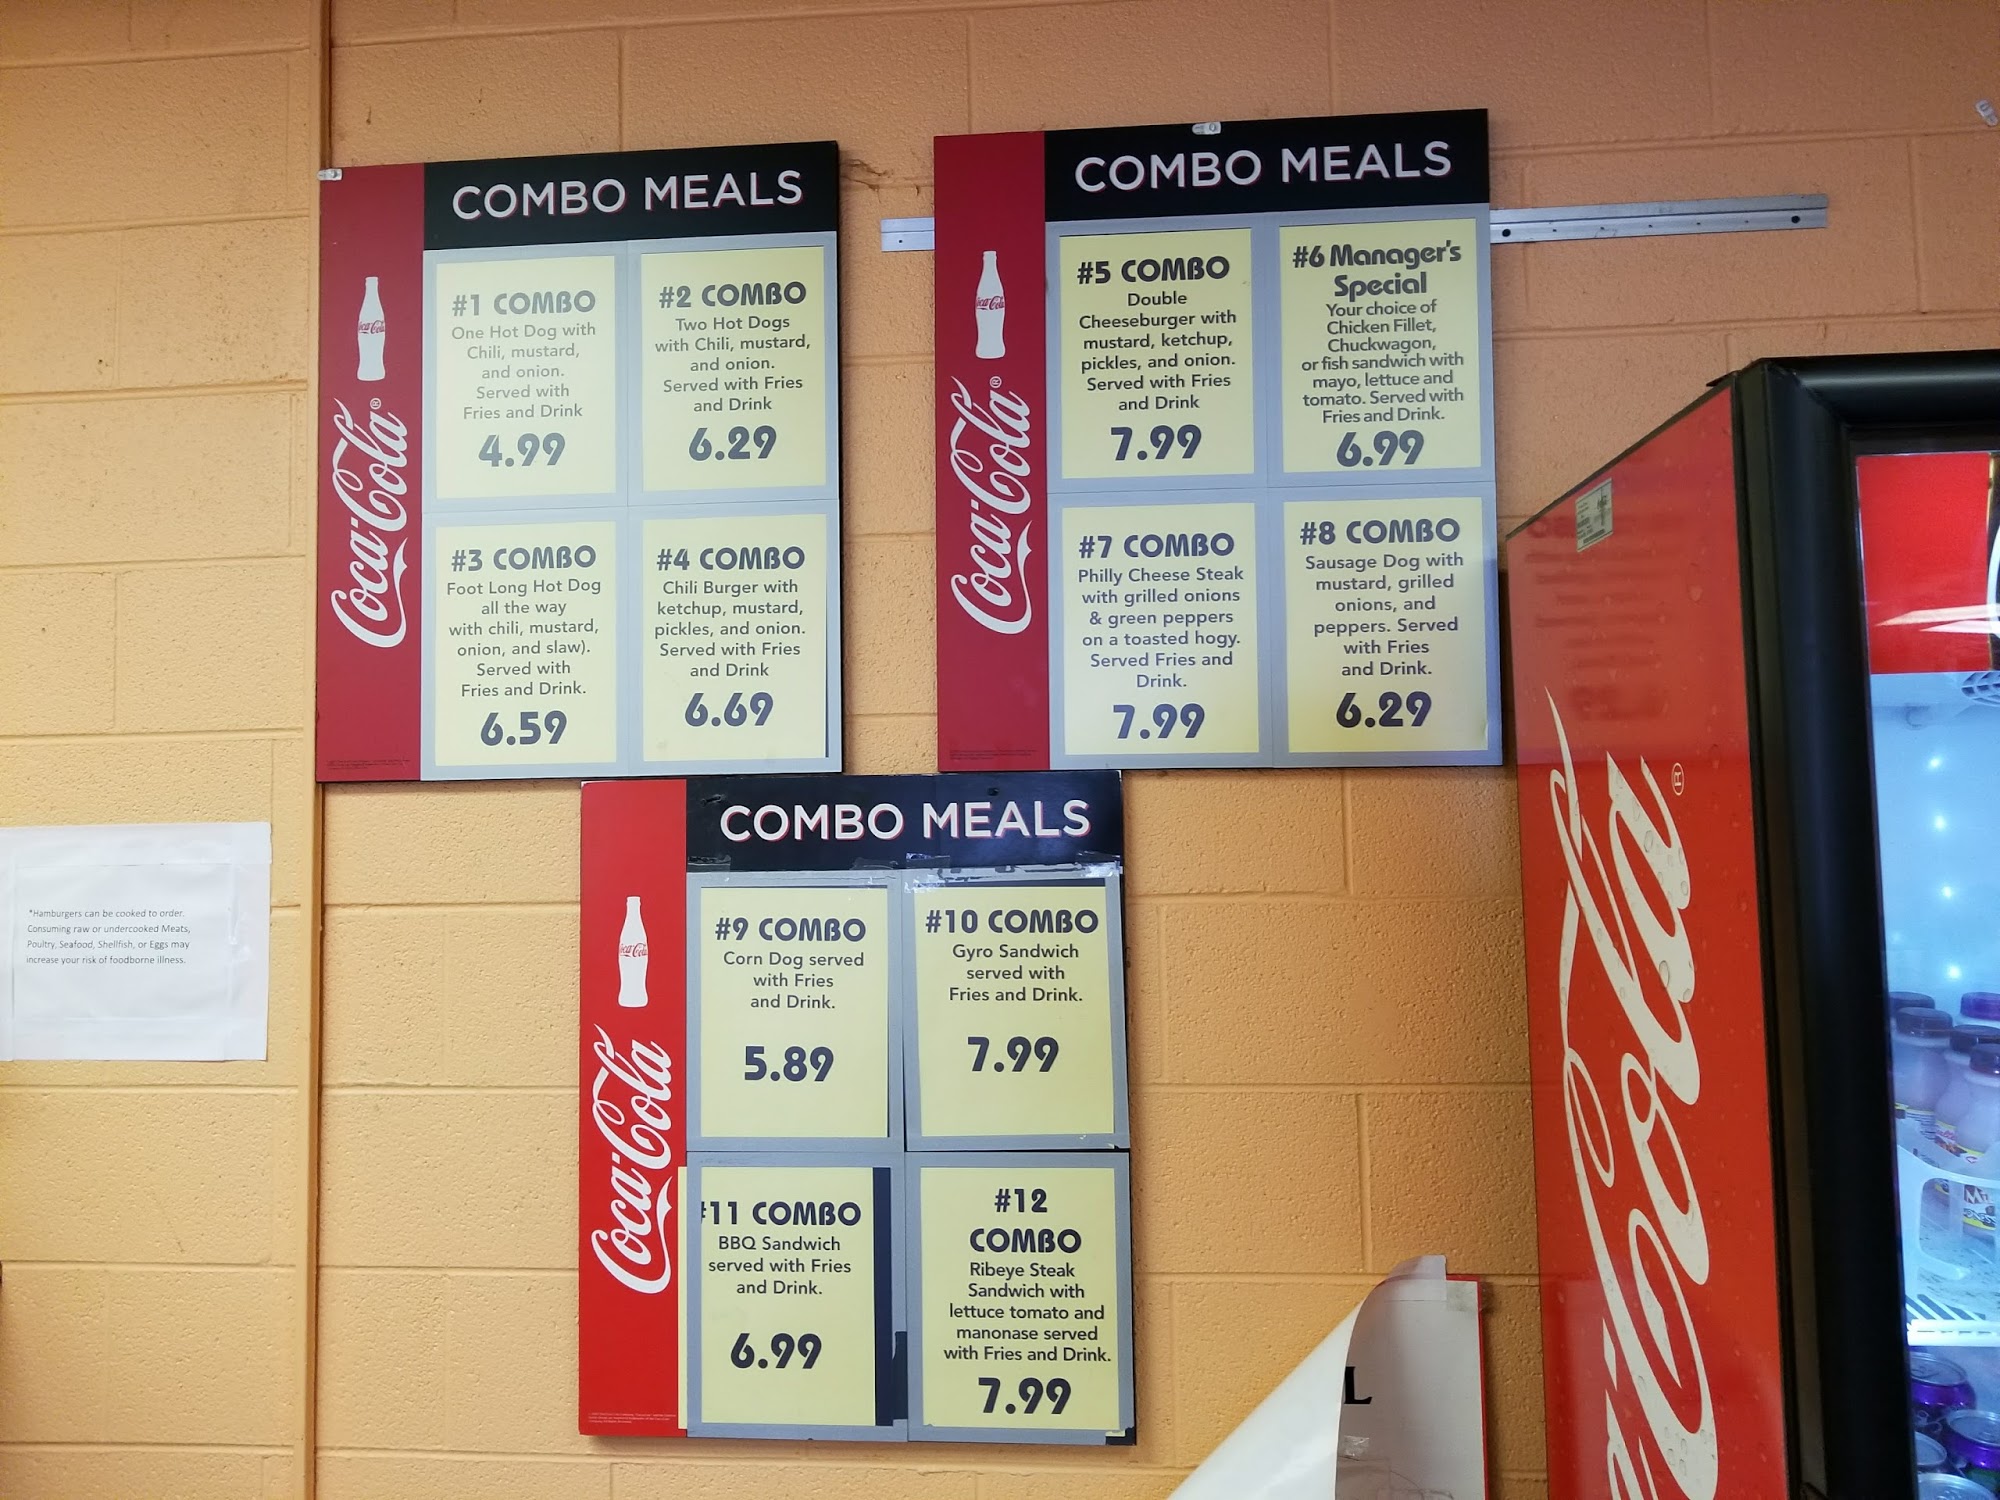 COMBO MEALS
Coca-Cola
Coca-Cola®
#1 COMBO
One Hot Dog with
Chili, mustard,
and onion.
Served with
Fries and Drink
4.99
#2 COMBO
Two Hot Dogs
with Chili, mustard,
and onion.
Served with Fries
and Drink
6.29
#3 COMBO
Foot Long Hot Dog
all the way
with chili, mustard,
onion, and slaw).
Served with
Fries and Drink.
6.59
#4 COMBO
Chili Burger with
ketchup, mustard,
pickles, and onion.
Served with Fries
and Drink
6.69
COMBO MEALS
Coca-Cola
Coca-Cola®
#5 COMBO
Double
Cheeseburger with
mustard, ketchup,
pickles, and onion.
Served with Fries
and Drink
7.99
#6 Manager's
Special
Your choice of
Chicken Fillet,
Chuckwagon,
or fish sandwich with
mayo, lettuce and
tomato. Served with
Fries and Drink.
6.99
#7 COMBO
Philly Cheese Steak
with grilled onions
& green peppers
on a toasted hogy.
Served Fries and
Drink.
7.99
#8 COMBO
Sausage Dog with
mustard, grilled
onions, and
peppers. Served
with Fries
and Drink.
6.29
COMBO MEALS
Coca-Cola
Coca-Cola
#9 COMBO
Corn Dog served
with Fries
and Drink.
5.89
#10 COMBO
Gyro Sandwich
served with
Fries and Drink.
7.99
#11 COMBO
BBQ Sandwich
served with Fries
and Drink.
6.99
#12
COMBO
Ribeye Steak
Sandwich with
lettuce tomato and
manonase served
with Fries and Drink.
7.99
*Hamburgers can be cooked to order.
Consuming raw or undercooked Meats,
Poultry, Seafood, Shellfish, or Eggs may
increase your risk of foodborne illness.
Cola®
L